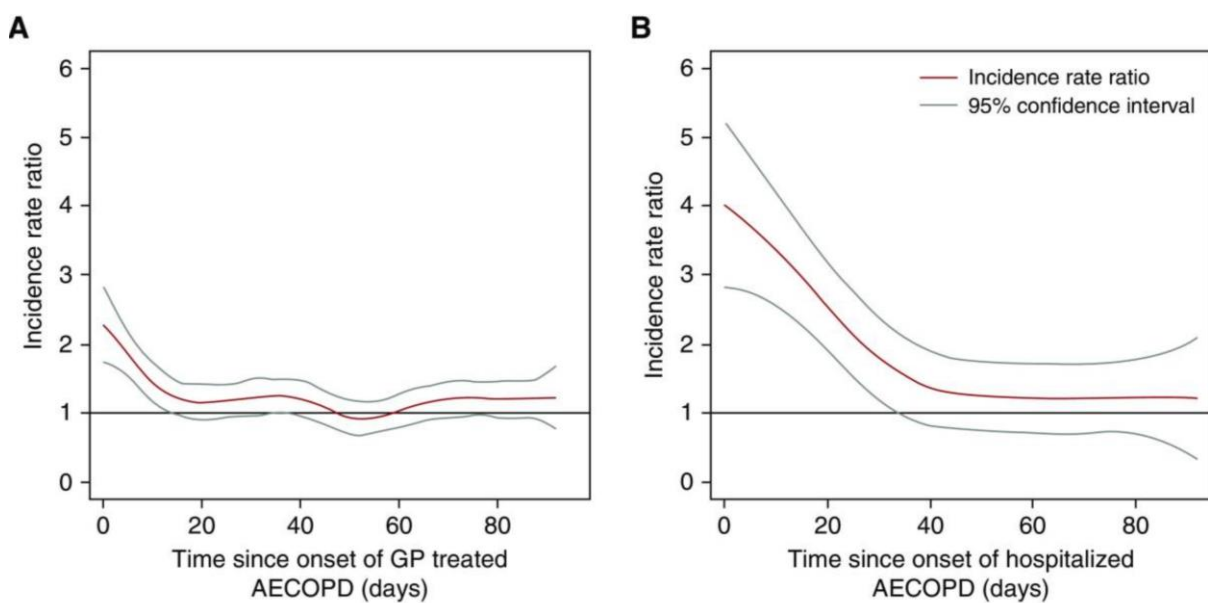 A
Incidence rate ratio
6
5
4
3
2
1
0
0 20 40 60 80
Time since onset of GP treated
AECOPD (days)
B
Incidence rate ratio
6
5
4
3
2
1
0
Incidence rate ratio
95% confidence interval
0 20 40 60 80
Time since onset of hospitalized
AECOPD (days)